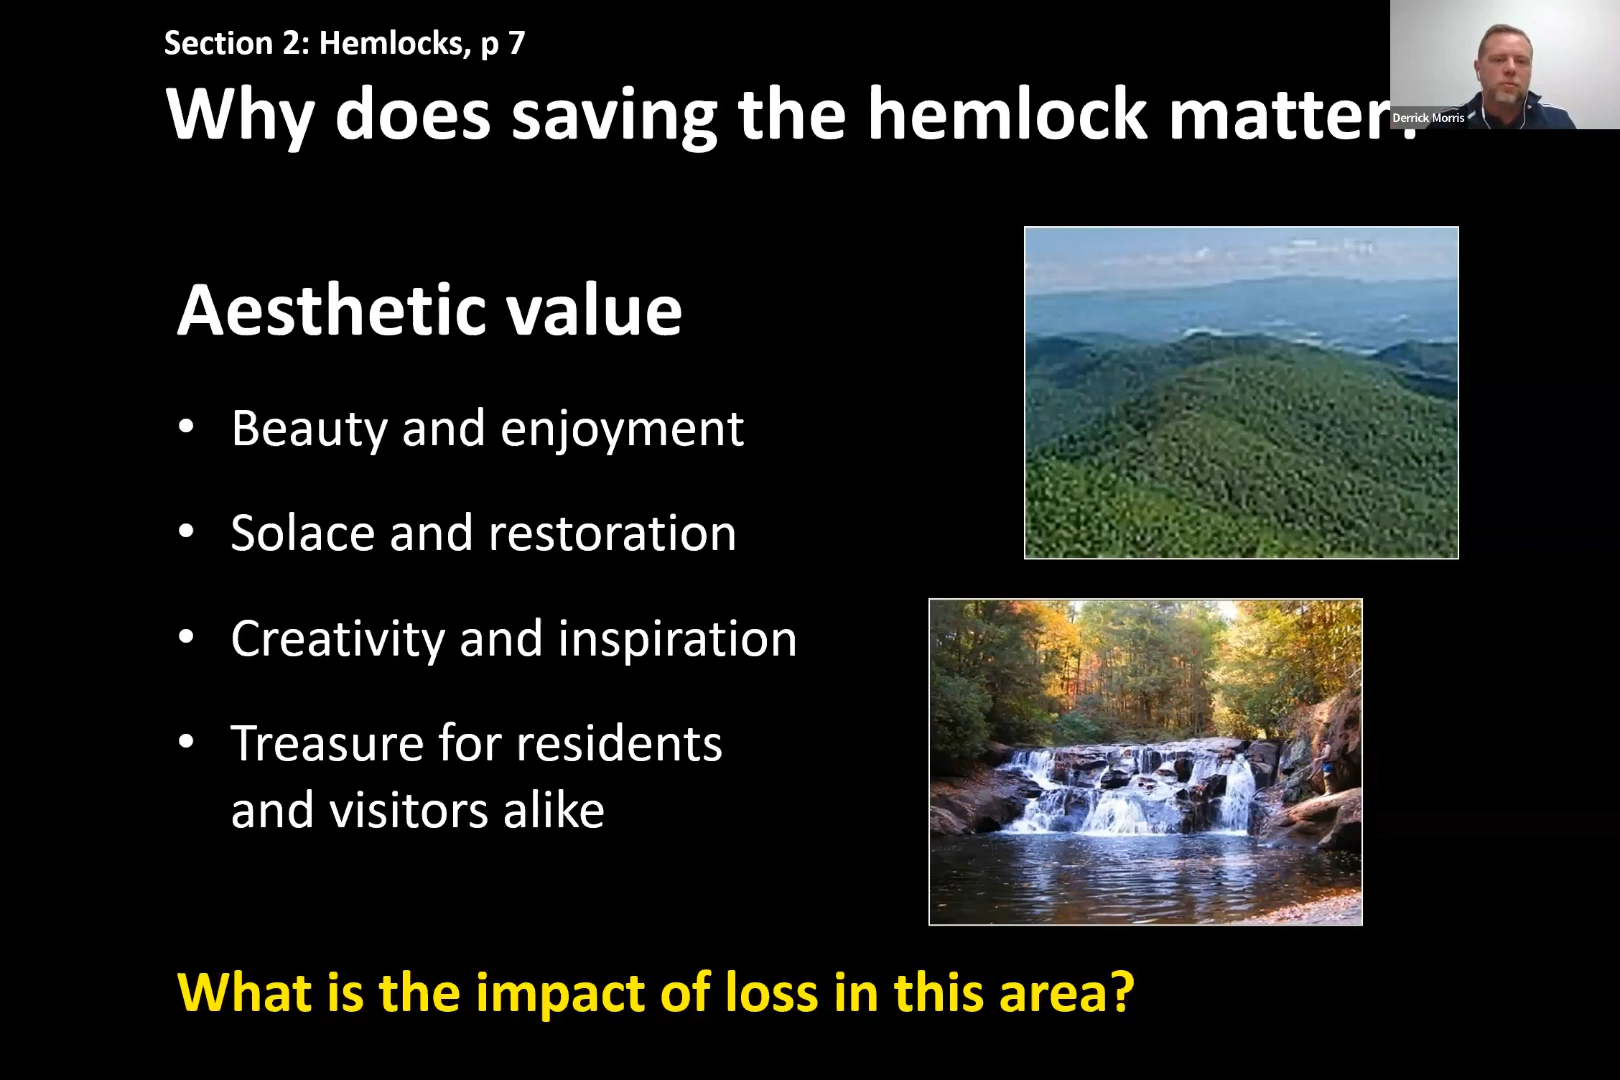 Section 2: Hemlocks, p 7
Why does saving the hemlock matter?
Derrick Morris
Aesthetic value
• Beauty and enjoyment
• Solace and restoration
• Creativity and inspiration
• Treasure for residents
and visitors alike
What is the impact of loss in this area?